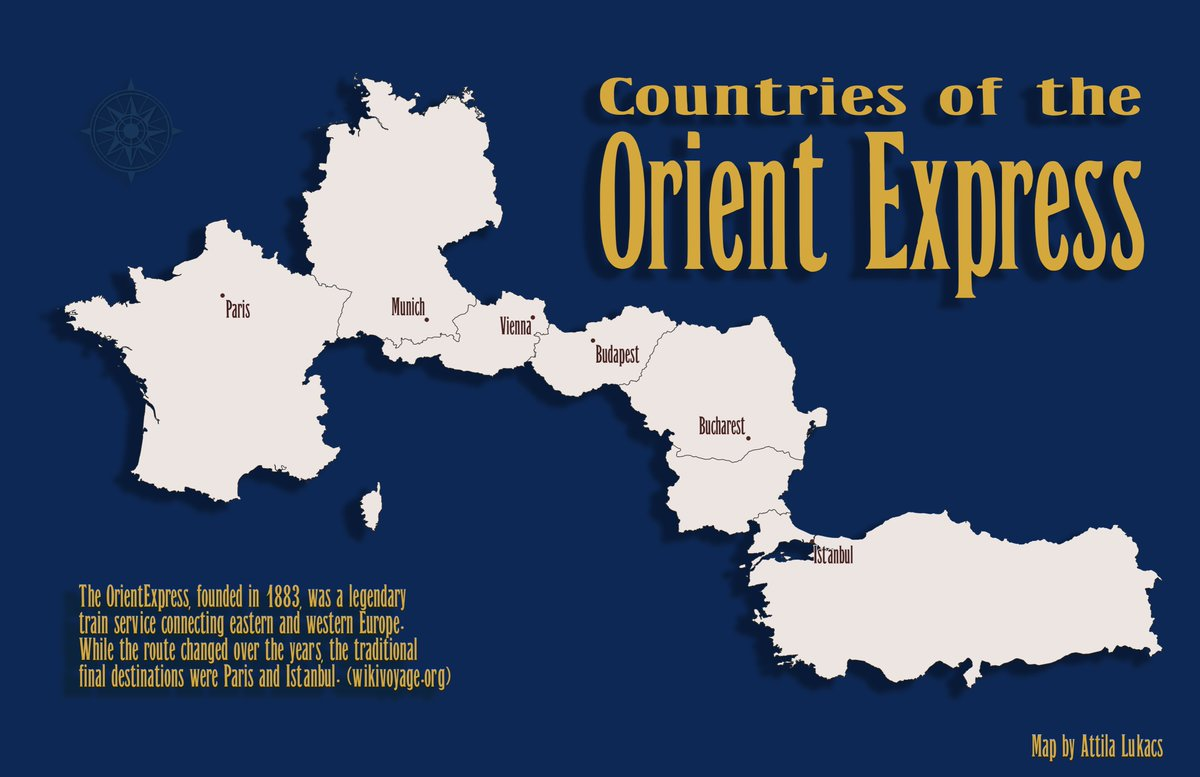 Countries of the
Orient Express
Paris
Munich
Vienna
Budapest
Bucharest
Istanbul
The OrientExpress, founded in 1883, was a legendary
train service connecting eastern and western Europe.
While the route changed over the years, the traditional
final destinations were Paris and Istanbul. (wikivoyage.org)
Map by Attila Lukacs